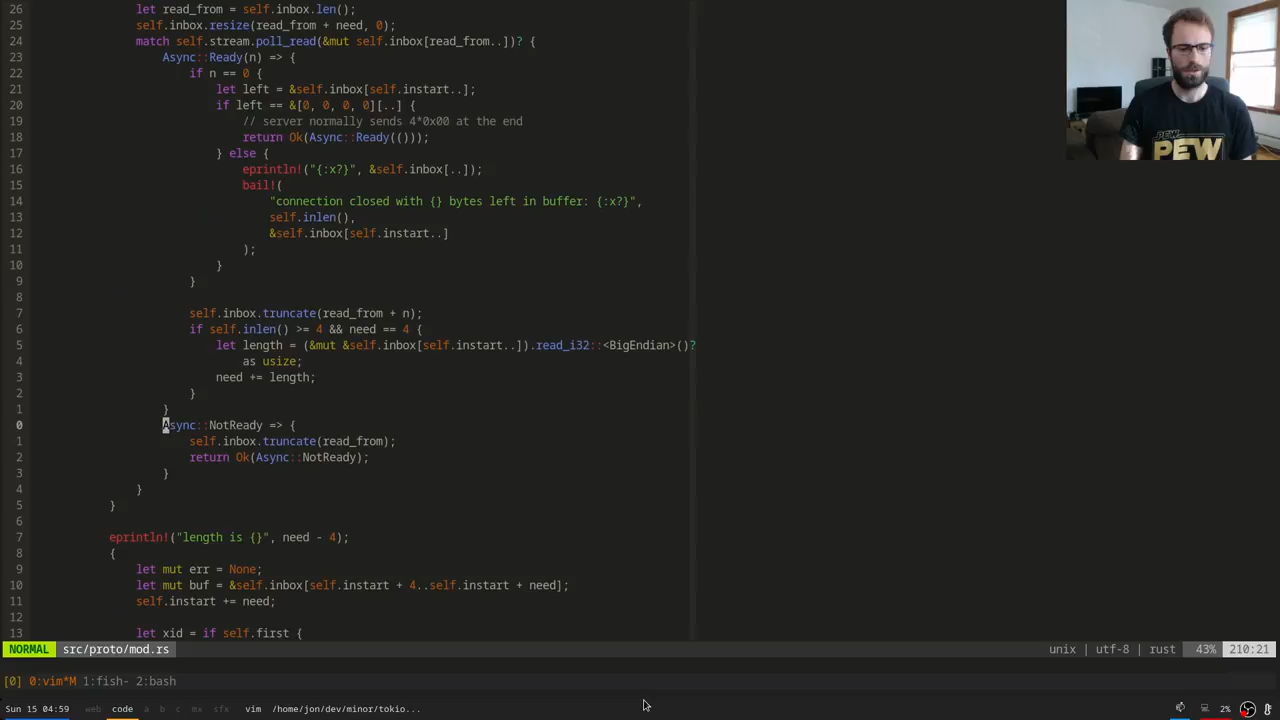 26 let read_from = self.inbox.len();
25 self.inbox.resize(read_from + need, 0);
24 match self.stream.poll_read(&mut self.inbox[read_from..])? {
23 Async::Ready(n) => {
22 if n == 0 {
21 let left = &self.inbox[self.instart..];
20 if left == &[0, 0, 0, 0][..] {
19 // server normally sends 4*0x00 at the end
18 return Ok(Async::Ready(()));
17 } else {
16 eprintln!("{:x?}", &self.inbox[..]);
15 bail!(
14 "connection closed with {} bytes left in buffer: {:x?}",
13 self.inlen(),
12 &self.inbox[self.instart..]
11 );
10 }
9 }
8
7 self.inbox.truncate(read_from + n);
6 if self.inlen() >= 4 && need == 4 {
5 let length = (&mut &self.inbox[self.instart..]).read_i32::<BigEndian>()?
4 as usize;
3 need += length;
2 }
1 }
0 Async::NotReady => {
1 self.inbox.truncate(read_from);
2 return Ok(Async::NotReady);
3 }
4 }
5 }
6
7 eprintln!("length is {}", need - 4);
8 {
9 let mut err = None;
10 let mut buf = &self.inbox[self.instart + 4..self.instart + need];
11 self.instart += need;
12
13 let xid = if self.first {
NORMAL src/proto/mod.rs unix | utf-8 | rust 43% 210:21
[0] 0:vim*M 1:fish- 2:bash
Sun 15 04:59 web code a b c mx sfx vim /home/jon/dev/minor/tokio... 2%
PEW
PEW